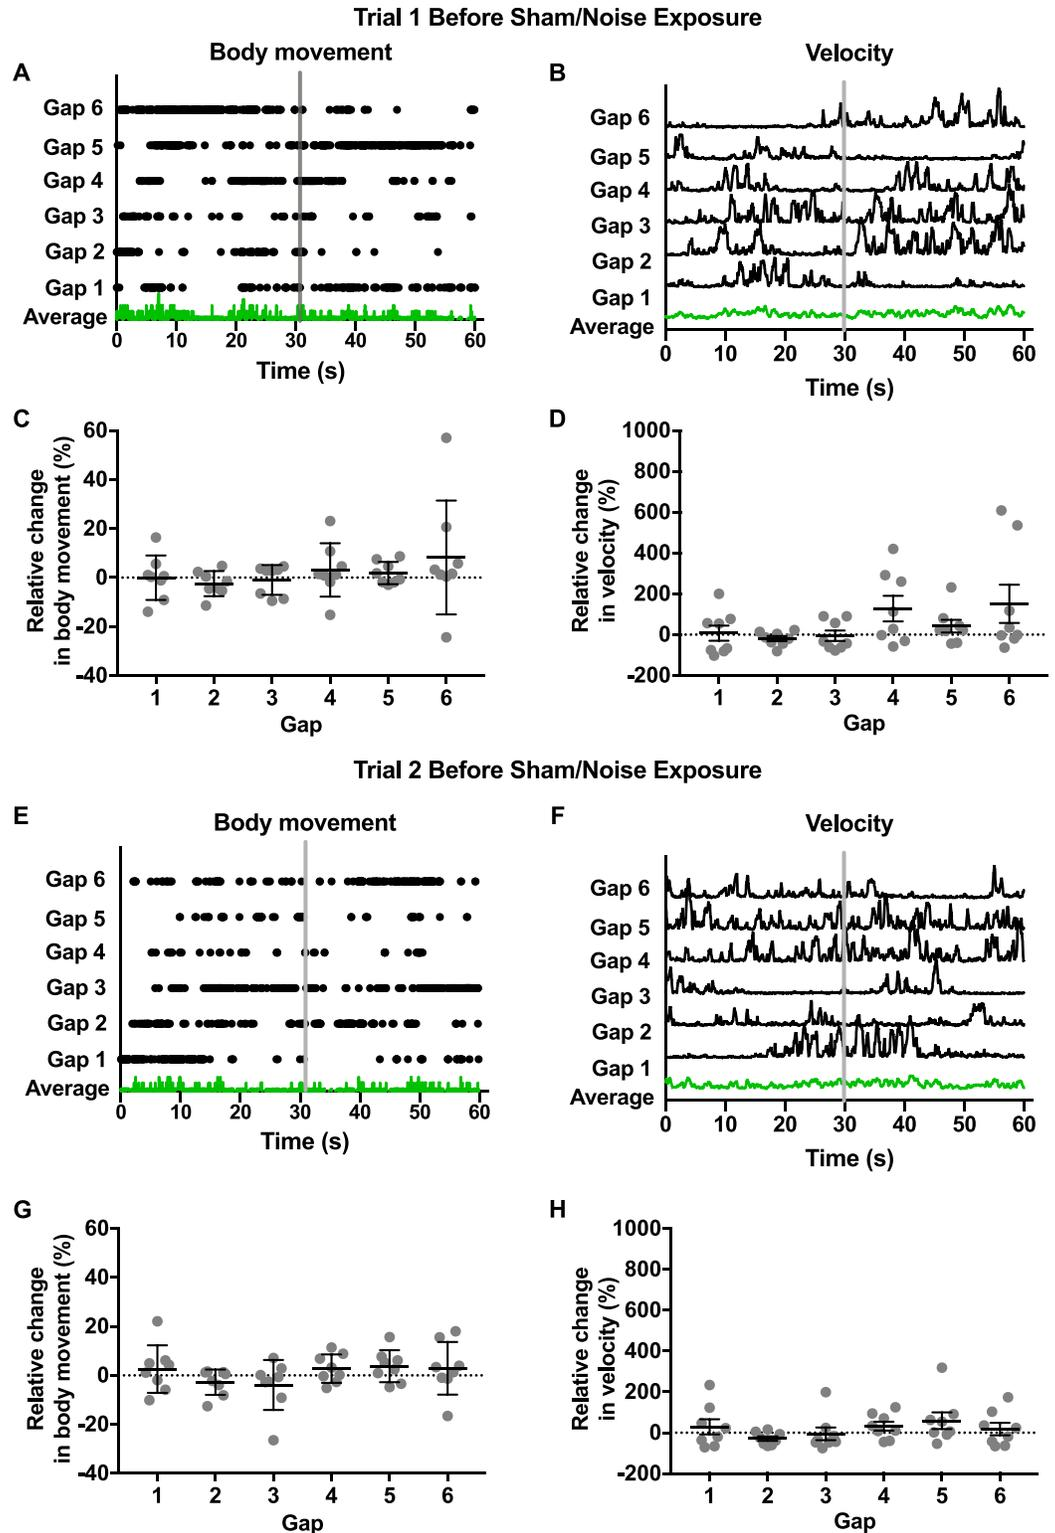 Trial 1 Before Sham/Noise Exposure
A
Body movement
Gap 6
Gap 5
Gap 4
Gap 3
Gap 2
Gap 1
Average
0 10 20 30 40 50 60
Time (s)
B
Velocity
Gap 6
Gap 5
Gap 4
Gap 3
Gap 2
Gap 1
Average
0 10 20 30 40 50 60
Time (s)
C
Relative change
in body movement (%)
60
40
20
0
-20
-40
1 2 3 4 5 6
Gap
D
Relative change
in velocity (%)
1000
800
600
400
200
0
-200
1 2 3 4 5 6
Gap
Trial 2 Before Sham/Noise Exposure
E
Body movement
Gap 6
Gap 5
Gap 4
Gap 3
Gap 2
Gap 1
Average
0 10 20 30 40 50 60
Time (s)
F
Velocity
Gap 6
Gap 5
Gap 4
Gap 3
Gap 2
Gap 1
Average
0 10 20 30 40 50 60
Time (s)
G
Relative change
in body movement (%)
60
40
20
0
-20
-40
1 2 3 4 5 6
Gap
H
Relative change
in velocity (%)
1000
800
600
400
200
0
-200
1 2 3 4 5 6
Gap